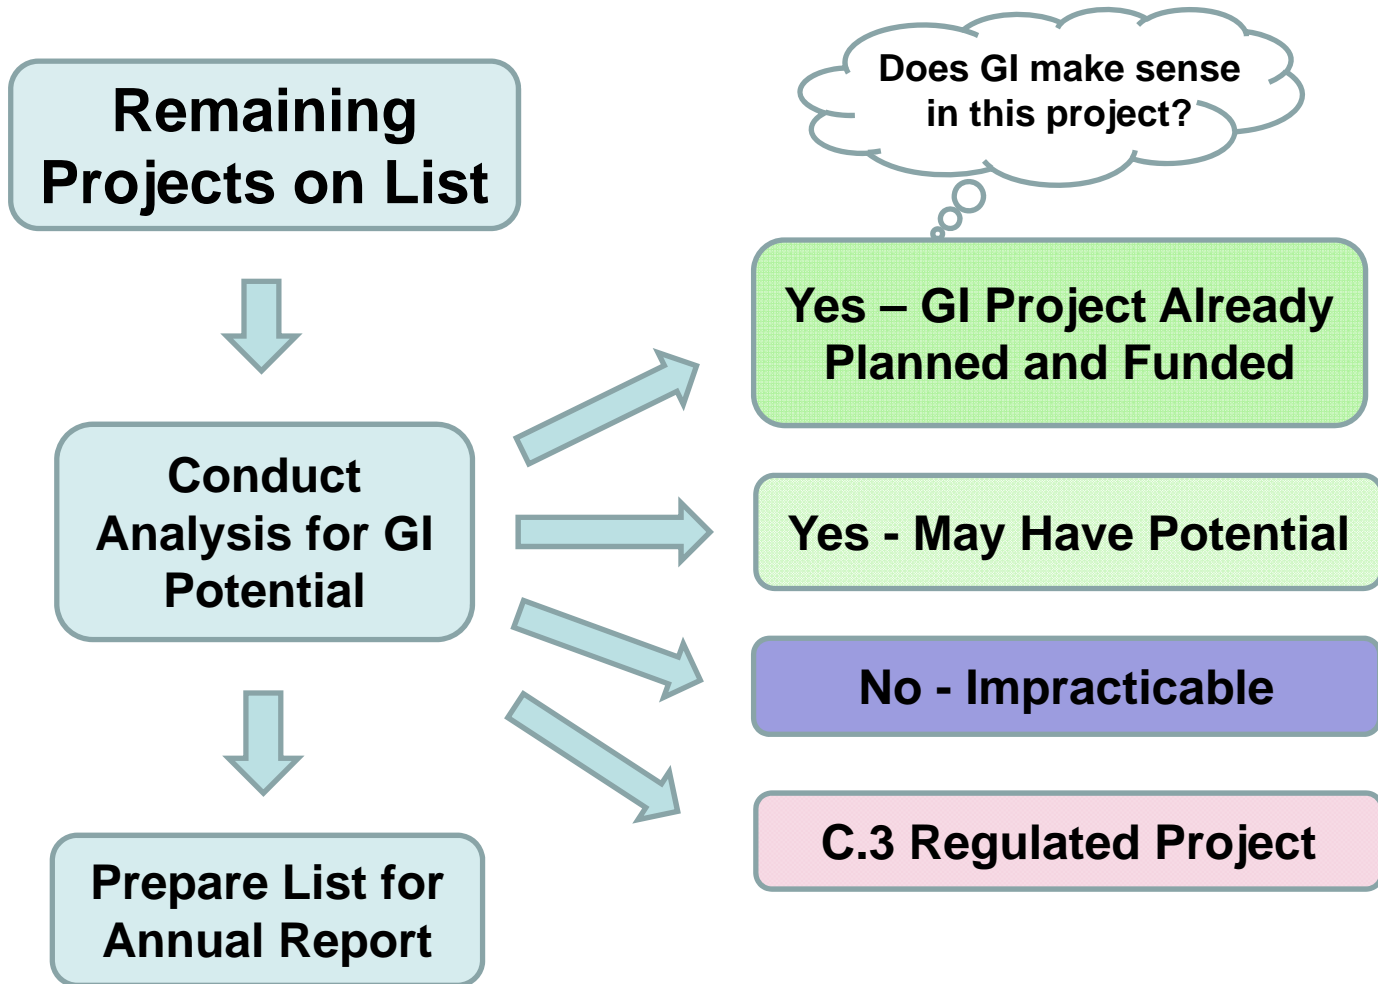 Remaining
Projects on List
Does GI make sense
in this project?
Yes – GI Project Already
Planned and Funded
Conduct
Analysis for GI
Potential
Yes - May Have Potential
No - Impracticable
C.3 Regulated Project
Prepare List for
Annual Report